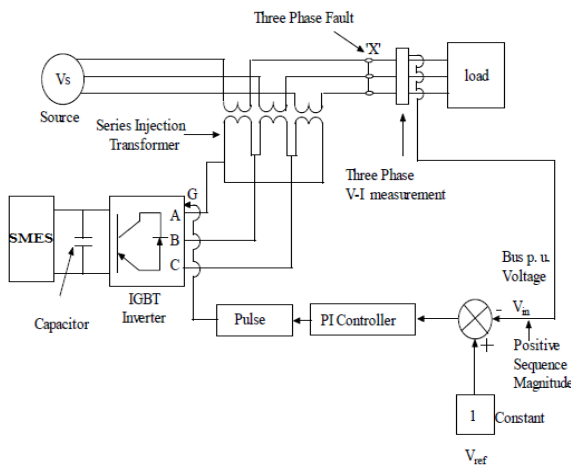 Three Phase Fault
'X'
Vs
load
Source
Series Injection
Transformer
Three Phase
V-I measurement
G
A
SMES
B
C
Bus p. u.
Voltage
IGBT
Inverter
Capacitor
Pulse
PI Controller
-
Vin
+
Positive
Sequence
Magnitude
1
Constant
Vref